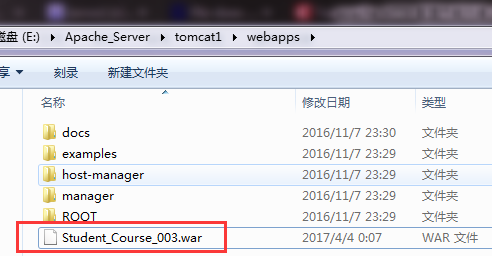 磁盘 (E:) ▸ Apache_Server ▸ tomcat1 ▸ webapps ▸
享 ▼ 刻录 新建文件夹
名称 修改日期 类型
docs 2016/11/7 23:30 文件夹
examples 2016/11/7 23:29 文件夹
host-manager 2016/11/7 23:29 文件夹
manager 2016/11/7 23:29 文件夹
ROOT 2016/11/7 23:29 文件夹
Student_Course_003.war 2017/4/4 0:07 WAR 文件